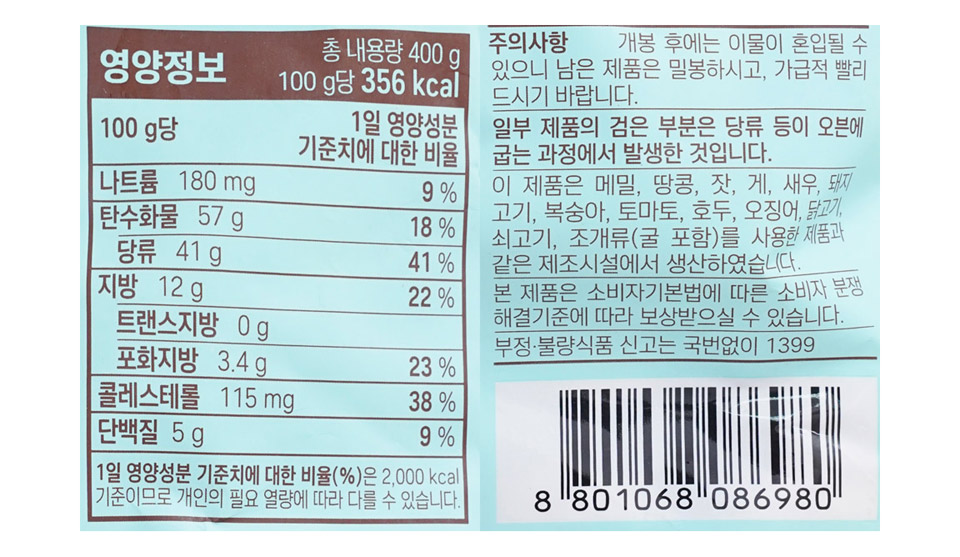 영양정보
총 내용량 400 g
100 g당 356 kcal
100 g당
1일 영양성분
기준치에 대한 비율
나트륨 180 mg 9 %
탄수화물 57 g 18 %
당류 41 g 41 %
지방 12 g 22 %
트랜스지방 0 g
포화지방 3.4 g 23 %
콜레스테롤 115 mg 38 %
단백질 5 g 9 %
1일 영양성분 기준치에 대한 비율(%)은 2,000 kcal
기준이므로 개인의 필요 열량에 따라 다를 수 있습니다.
주의사항 개봉 후에는 이물이 혼입될 수
있으니 남은 제품은 밀봉하시고, 가급적 빨리
드시기 바랍니다.
일부 제품의 검은 부분은 당류 등이 오븐에
굽는 과정에서 발생한 것입니다.
이 제품은 메밀, 땅콩, 잣, 게, 새우, 돼지
고기, 복숭아, 토마토, 호두, 오징어, 닭고기,
쇠고기, 조개류(굴 포함)를 사용한 제품과
같은 제조시설에서 생산하였습니다.
본 제품은 소비자기본법에 따른 소비자 분쟁
해결기준에 따라 보상받으실 수 있습니다.
부정·불량식품 신고는 국번없이 1399
8 801068 086980